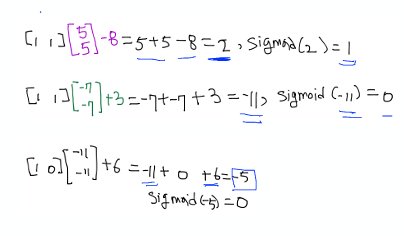 [1 1][5 5]-8=5+5-8=2, sigmoid(2)=1
[1 1][-7 -7]+3=-7+-7+3=-11, sigmoid(-11)=0
[1 0][-11 -11]+6=-11+0+6=-5
sigmoid(-5)=0